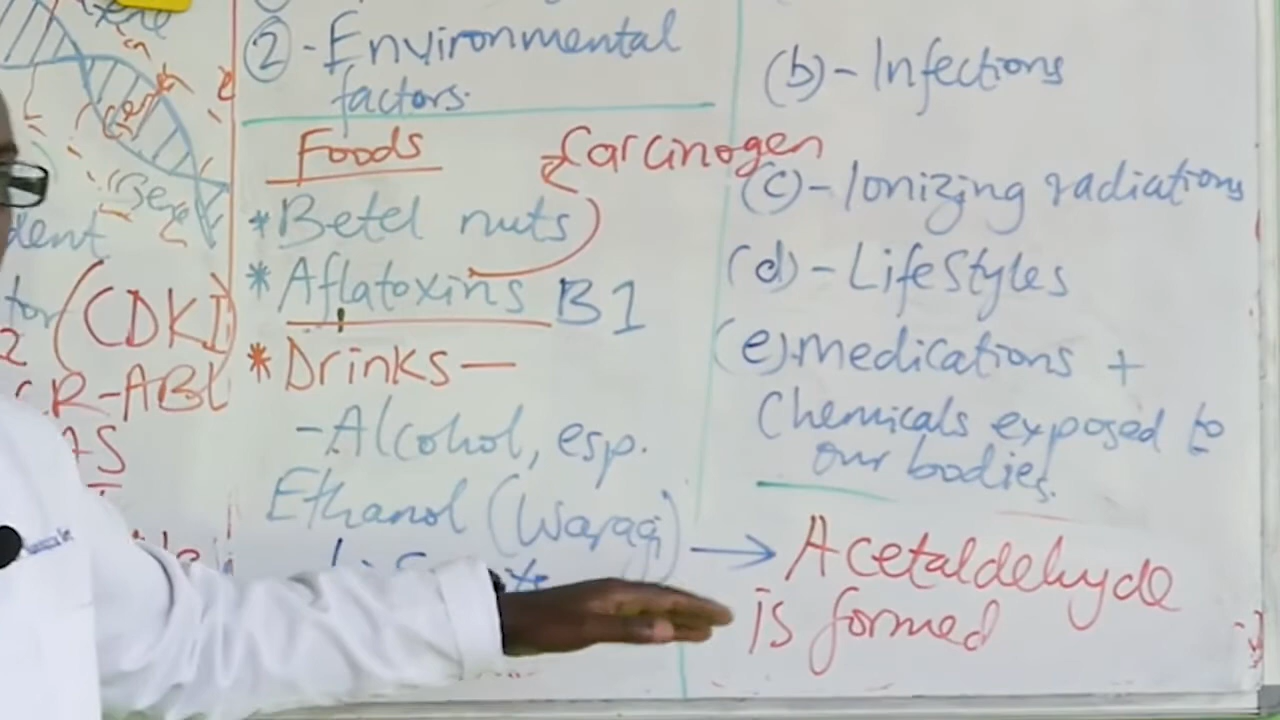 (CDKI)
R-ABL
AS
② - Environmental
factors.
Foods
Carcinogen
* Betel nuts
* Aflatoxins B1
* Drinks —
- Alcohol, esp.
Ethanol (Waragi)
(b) - Infections
(c) - Ionizing radiations
(d) - LifeStyles
(e) medications +
Chemicals exposed to
our bodies.
→ Acetaldehyde
is formed